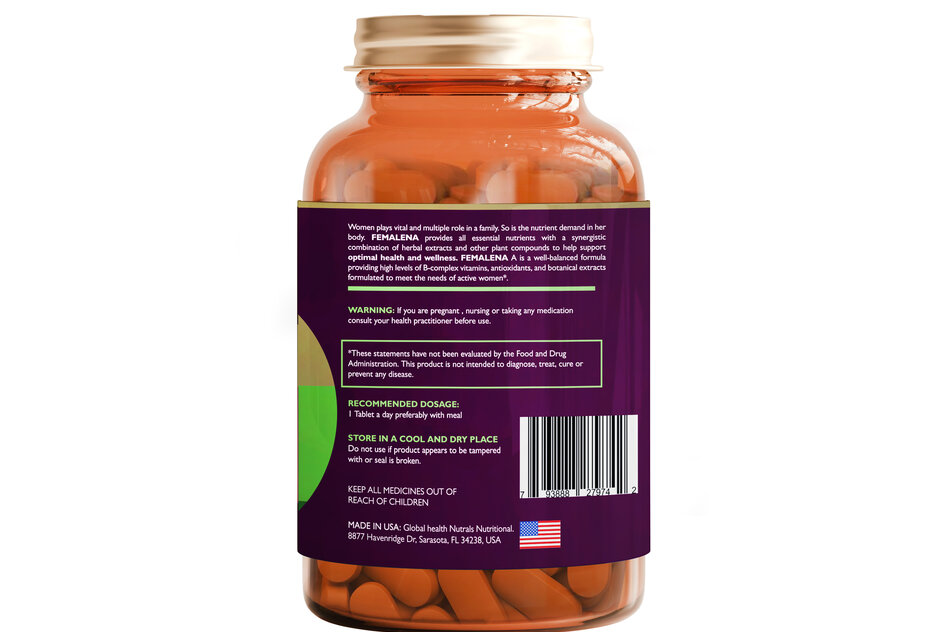 Women plays vital and multiple role in a family. So is the nutrient demand in her
body. FEMALENA provides all essential nutrients with a synergistic
combination of herbal extracts and other plant compounds to help support
optimal health and wellness. FEMALENA A is a well-balanced formula
providing high levels of B-complex vitamins, antioxidants, and botanical extracts
formulated to meet the needs of active women*.
WARNING: If you are pregnant , nursing or taking any medication
consult your health practitioner before use.
*These statements have not been evaluated by the Food and Drug
Administration. This product is not intended to diagnose, treat, cure or
prevent any disease.
RECOMMENDED DOSAGE:
1 Tablet a day preferably with meal
STORE IN A COOL AND DRY PLACE
Do not use if product appears to be tampered
with or seal is broken.
7 93888 27974 2
KEEP ALL MEDICINES OUT OF
REACH OF CHILDREN
MADE IN USA: Global health Nutrals Nutritional.
8877 Havenridge Dr, Sarasota, FL 34238, USA